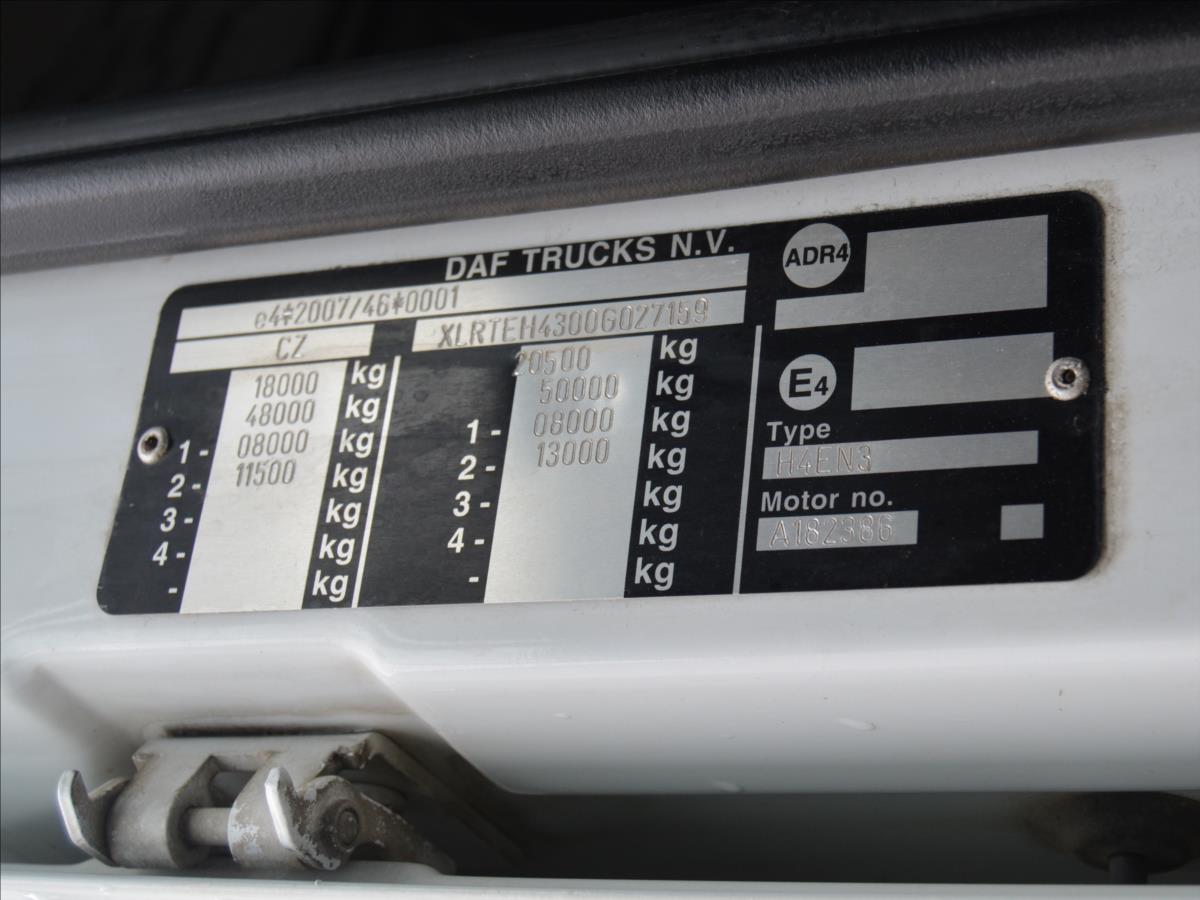 DAF TRUCKS N.V.
e4*2007/46*0001
CZ XLRTEH4300G027159
18000 kg 20500 kg
48000 kg 50000 kg
1- 08000 kg 1- 08000 kg
2- 11500 kg 2- 13000 kg
3- kg 3- kg
4- kg 4- kg
- kg - kg
ADR4
E4
Type
H4EN3
Motor no.
A182386